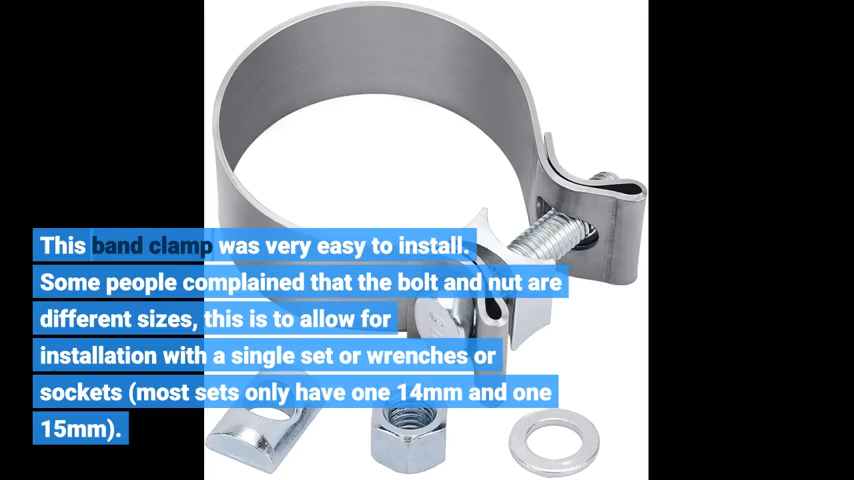 This band clamp was very easy to install.
Some people complained that the bolt and nut are
different sizes, this is to allow for
installation with a single set or wrenches or
sockets (most sets only have one 14mm and one
15mm).